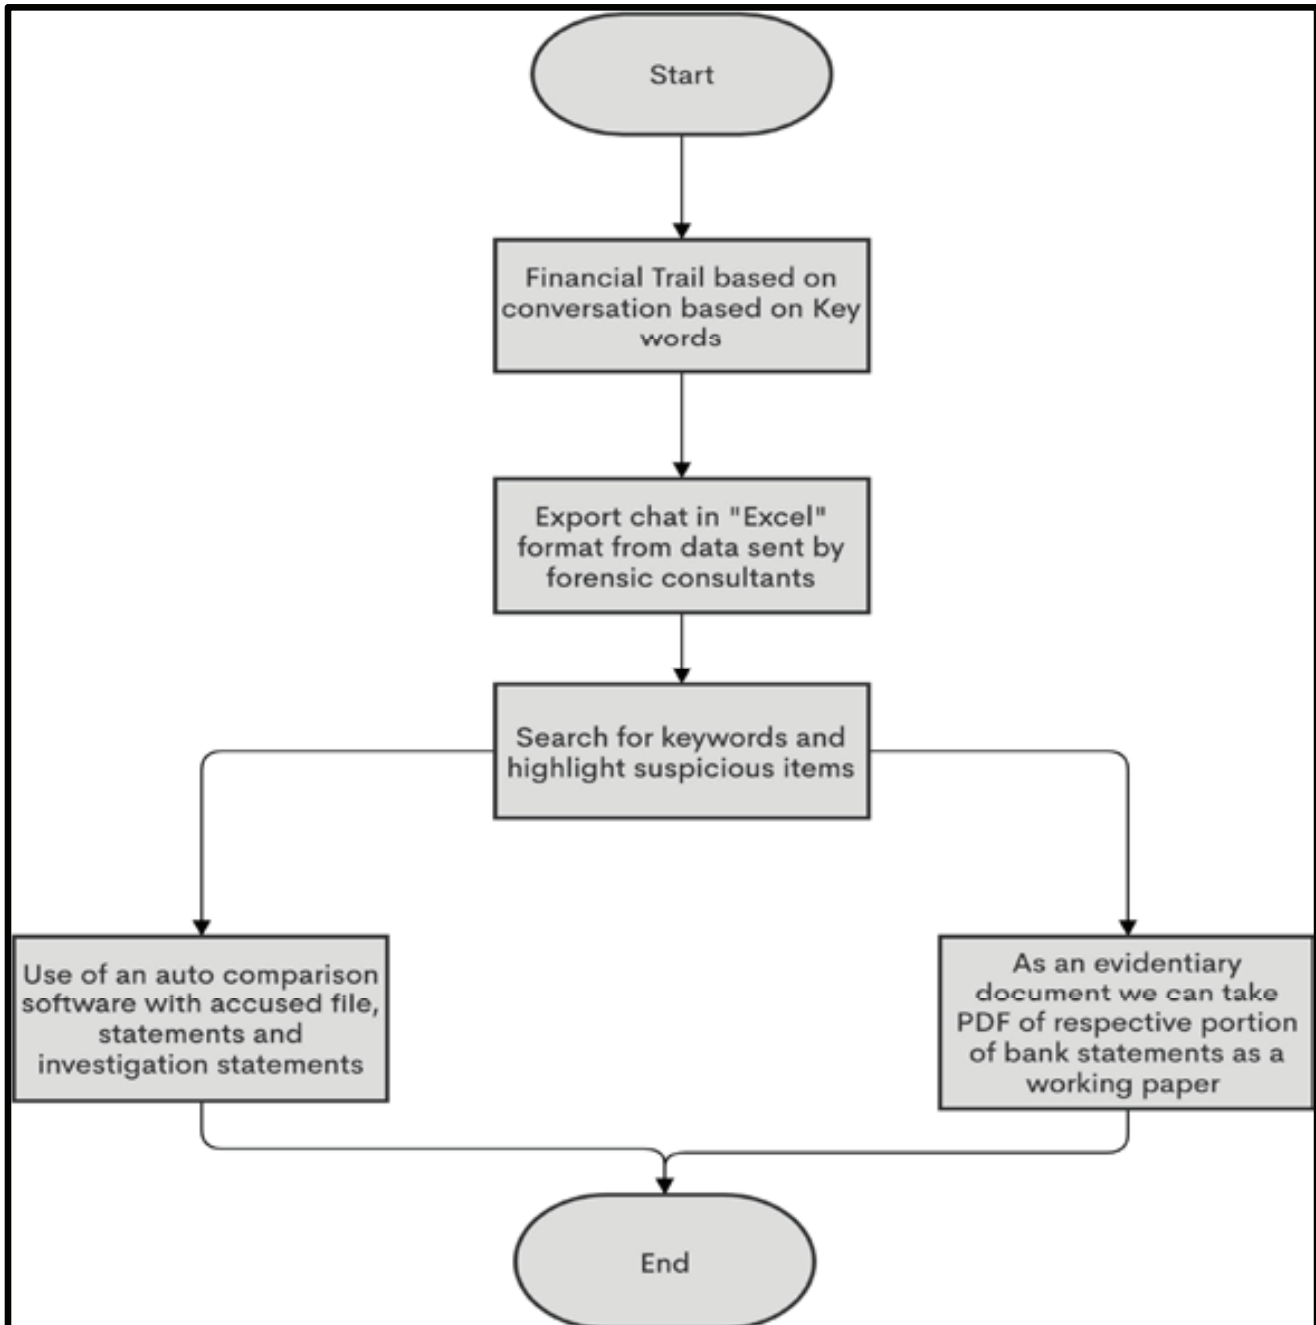 Start
Financial Trail based on
conversation based on Key
words
Export chat in "Excel"
format from data sent by
forensic consultants
Search for keywords and
highlight suspicious items
Use of an auto comparison
software with accused file,
statements and
investigation statements
As an evidentiary
document we can take
PDF of respective portion
of bank statements as a
working paper
End